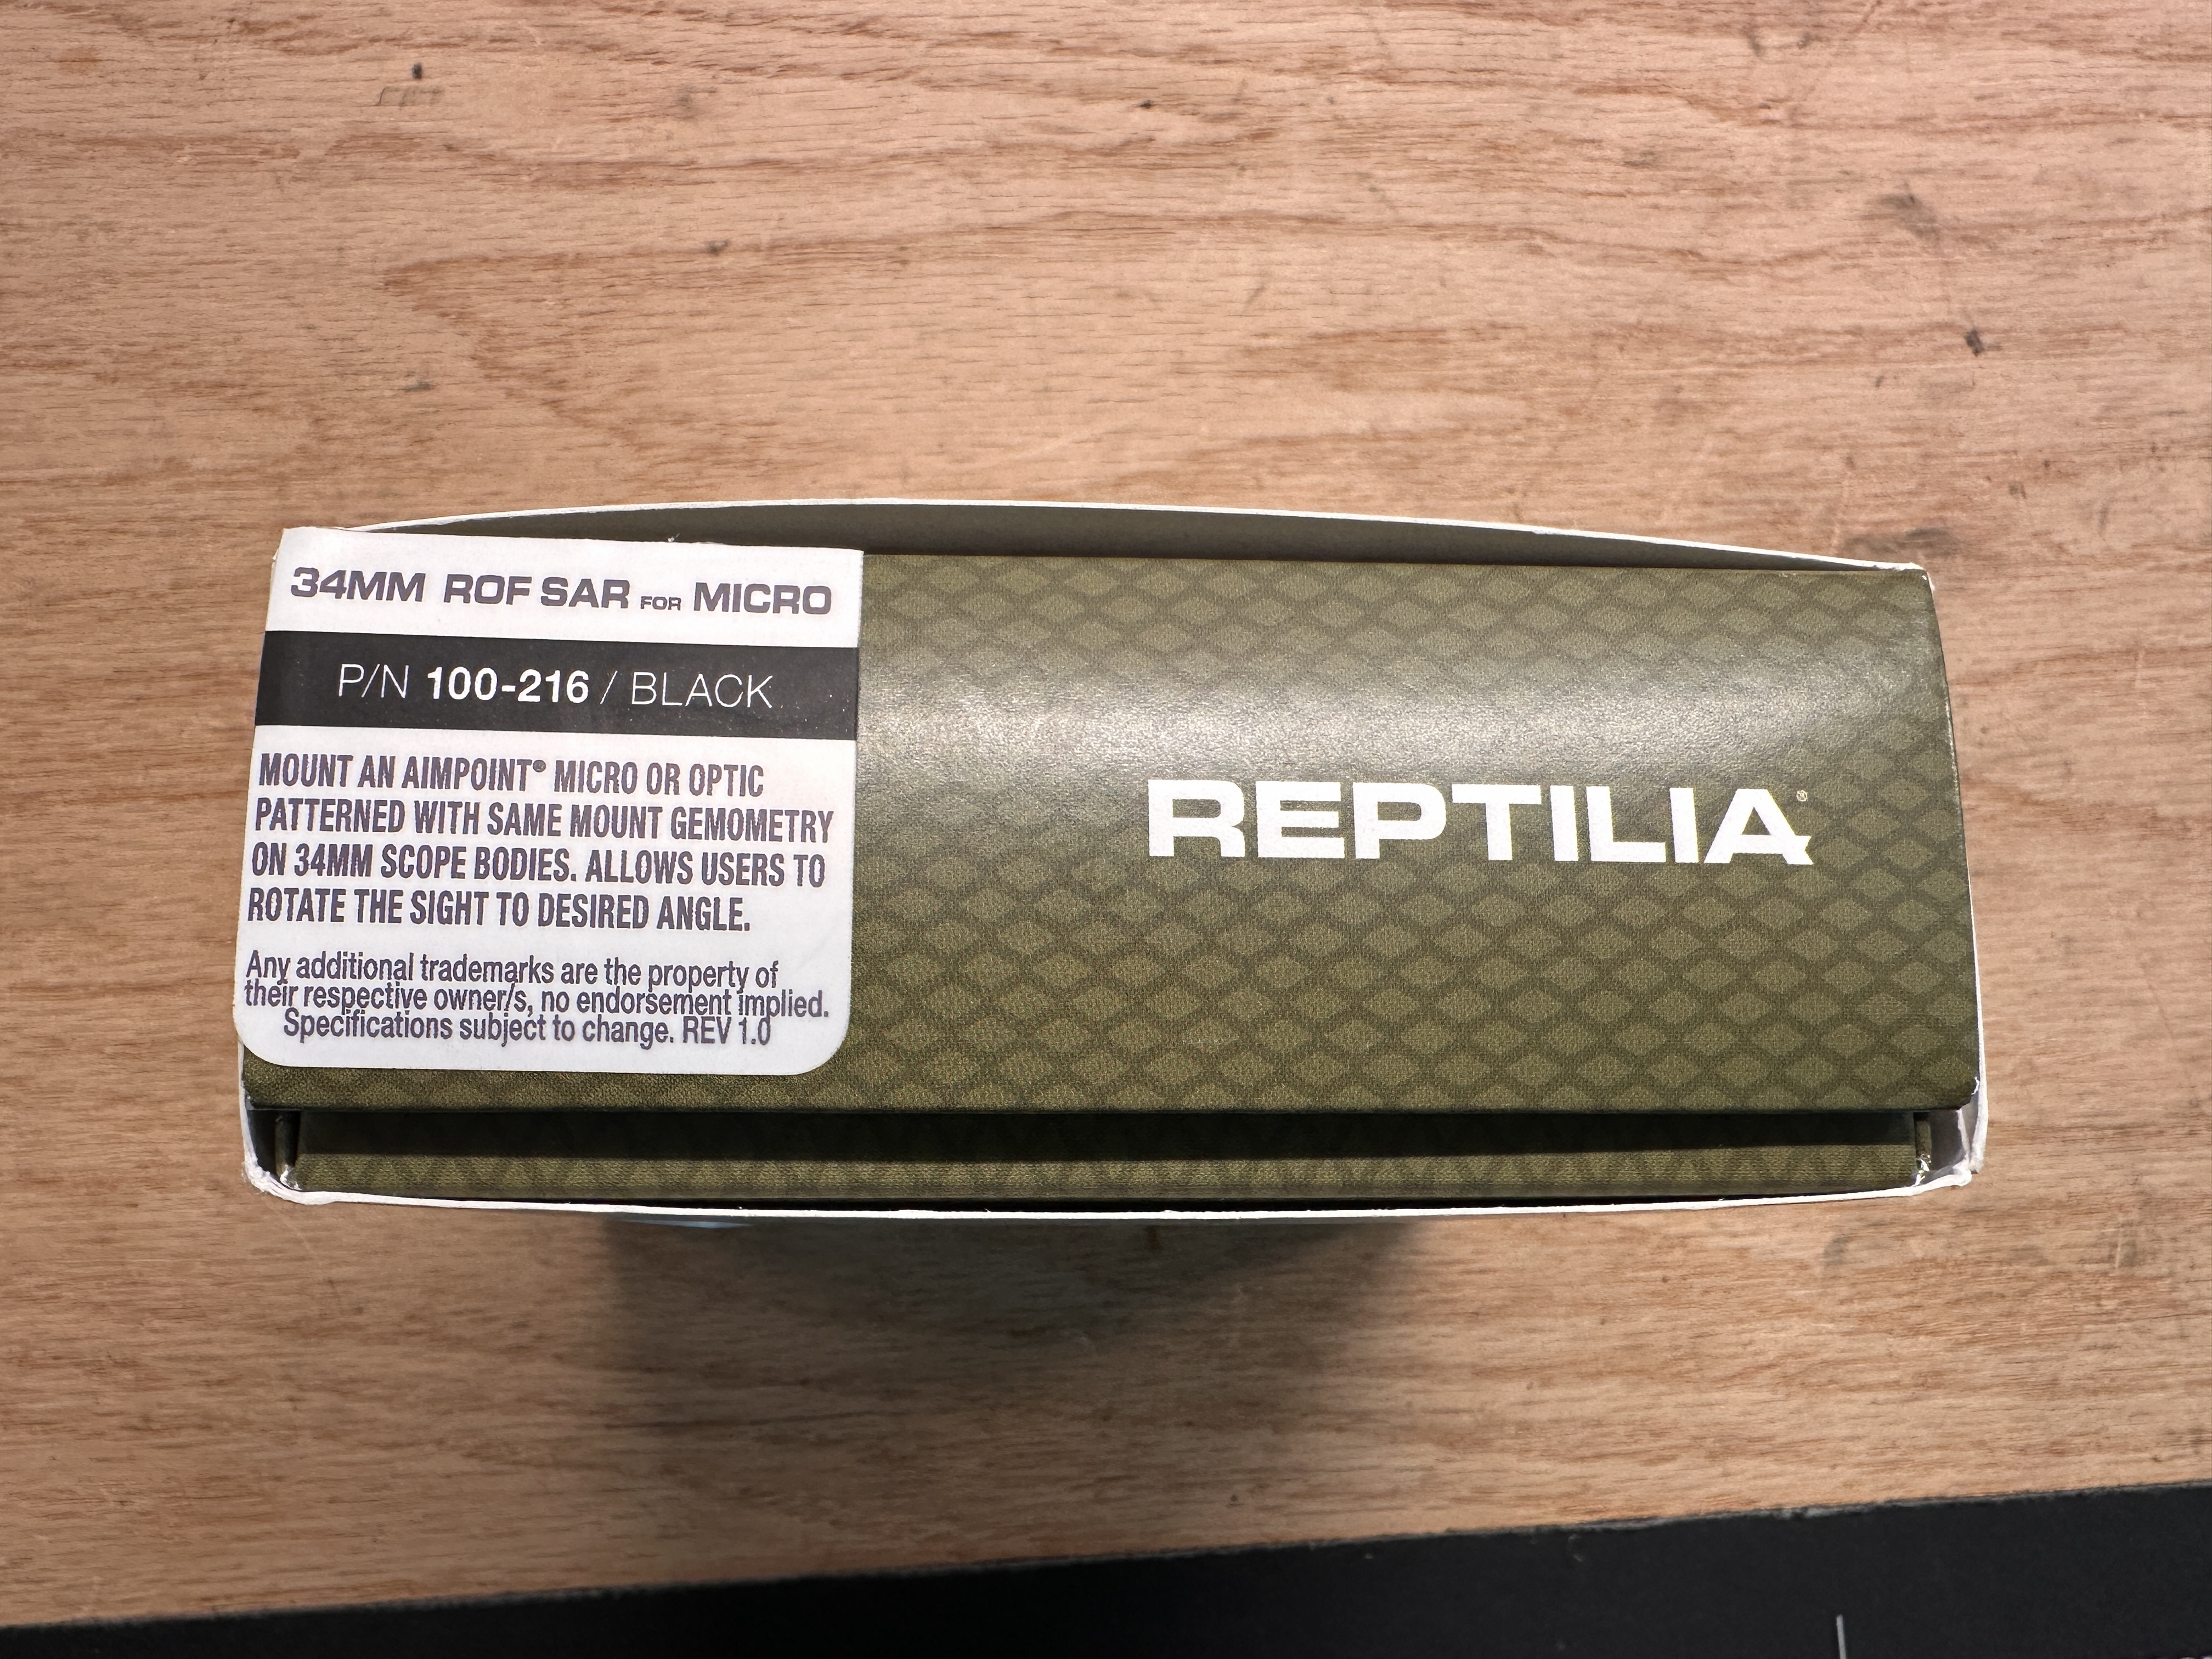 34MM ROF SAR FOR MICRO
P/N 100-216 / BLACK
MOUNT AN AIMPOINT® MICRO OR OPTIC
PATTERNED WITH SAME MOUNT GEMOMETRY
ON 34MM SCOPE BODIES. ALLOWS USERS TO
ROTATE THE SIGHT TO DESIRED ANGLE.
Any additional trademarks are the property of
their respective owner/s, no endorsement implied.
Specifications subject to change. REV 1.0
REPTILIA®